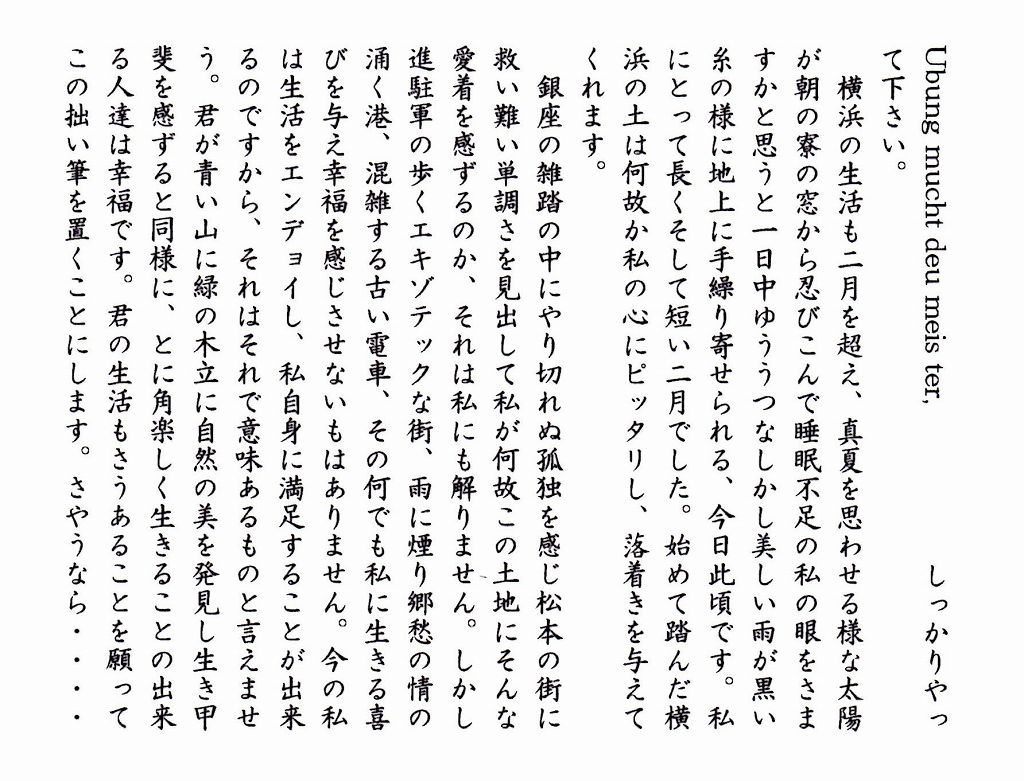 Ubung mucht deu meis ter,　しっかりやっ
て下さい。
横浜の生活も二月を超え、真夏を思わせる様な太陽
が朝の寮の窓から忍びこんで睡眠不足の私の眼をさま
すかと思うと一日中ゆううつなしかし美しい雨が黒い
糸の様に地上に手繰り寄せられる、今日此頃です。私
にとって長くそして短い二月でした。始めて踏んだ横
浜の土は何故か私の心にピッタリし、落着きを与えて
くれます。
銀座の雑踏の中にやり切れぬ孤独を感じ松本の街に
救い難い単調さを見出して私が何故この土地にそんな
愛着を感ずるのか、それは私にも解りません。しかし
進駐軍の歩くエキゾテックな街、雨に煙り郷愁の情の
涌く港、混雑する古い電車、その何でも私に生きる喜
びを与え幸福を感じさせないもはありません。今の私
は生活をエンデョイし、私自身に満足することが出来
るのですから、それはそれで意味あるものと言えませ
う。君が青い山に緑の木立に自然の美を発見し生き甲
斐を感ずると同様に、とに角楽しく生きることの出来
る人達は幸福です。君の生活もさうあることを願って
この拙い筆を置くことにします。さやうなら・・・・